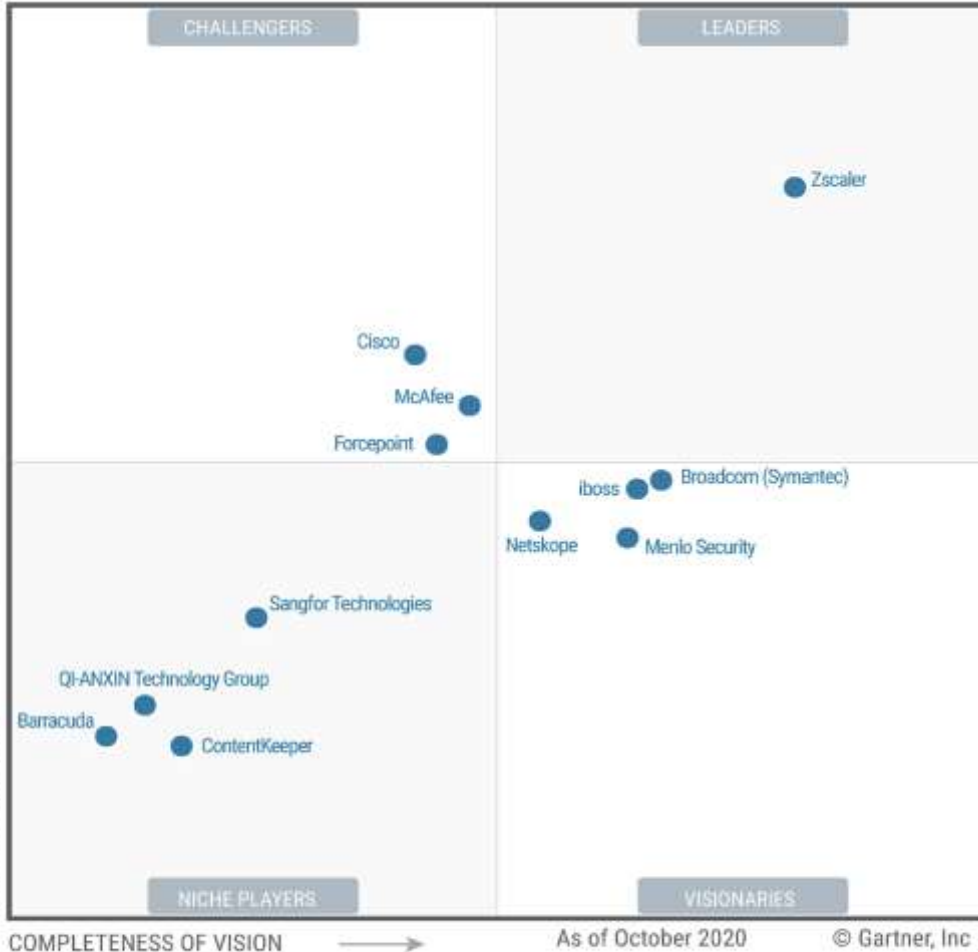 CHALLENGERS
LEADERS
Zscaler
Cisco
McAfee
Forcepoint
Broadcom (Symantec)
iboss
Netskope
Menlo Security
Sangfor Technologies
QI-ANXIN Technology Group
Barracuda
ContentKeeper
NICHE PLAYERS
VISIONARIES
COMPLETENESS OF VISION
As of October 2020
© Gartner, Inc